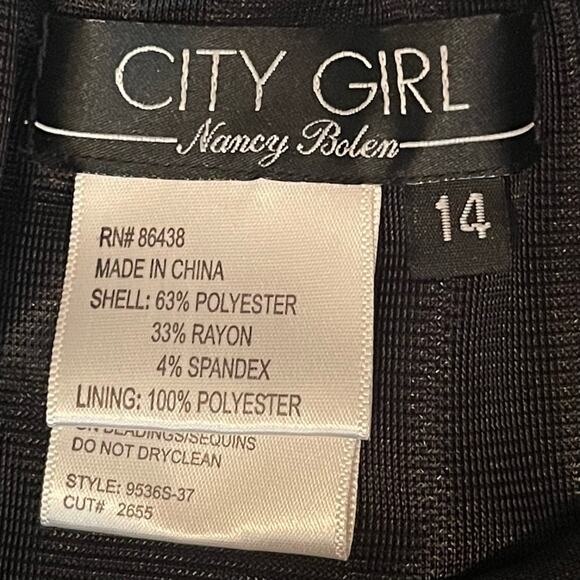 CITY GIRL
Nancy Bolen
14
RN# 86438
MADE IN CHINA
SHELL: 63% POLYESTER
33% RAYON
4% SPANDEX
LINING: 100% POLYESTER
ON BEADINGS/SEQUINS
DO NOT DRYCLEAN
STYLE: 9536S-37
CUT# 2655